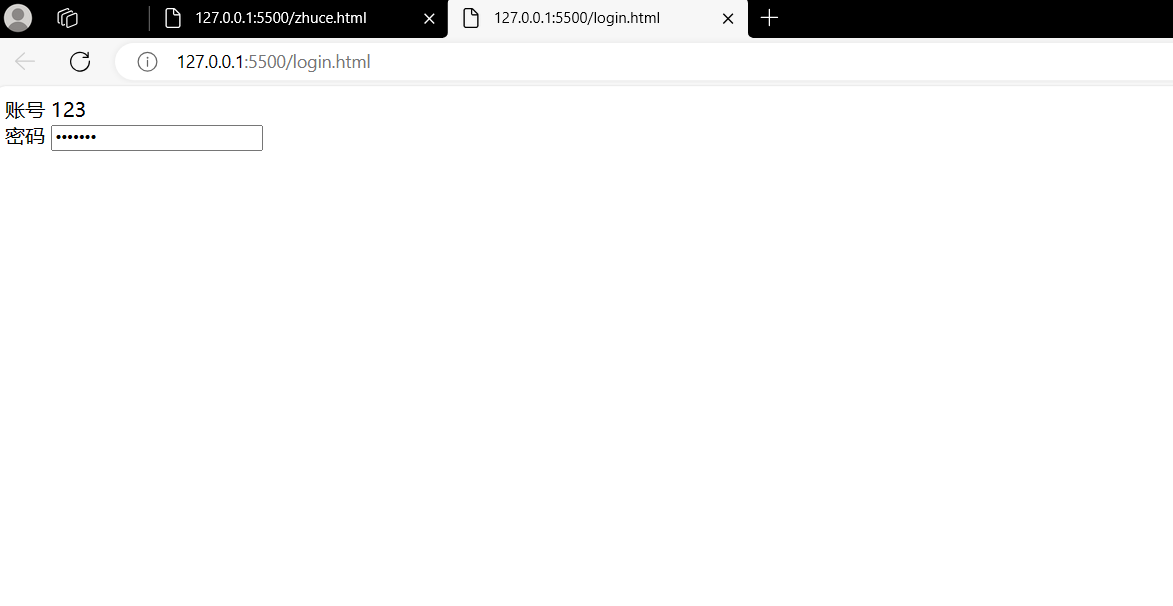 127.0.0.1:5500/zhuce.html
127.0.0.1:5500/login.html
127.0.0.1:5500/login.html
账号 123
密码 •••••••